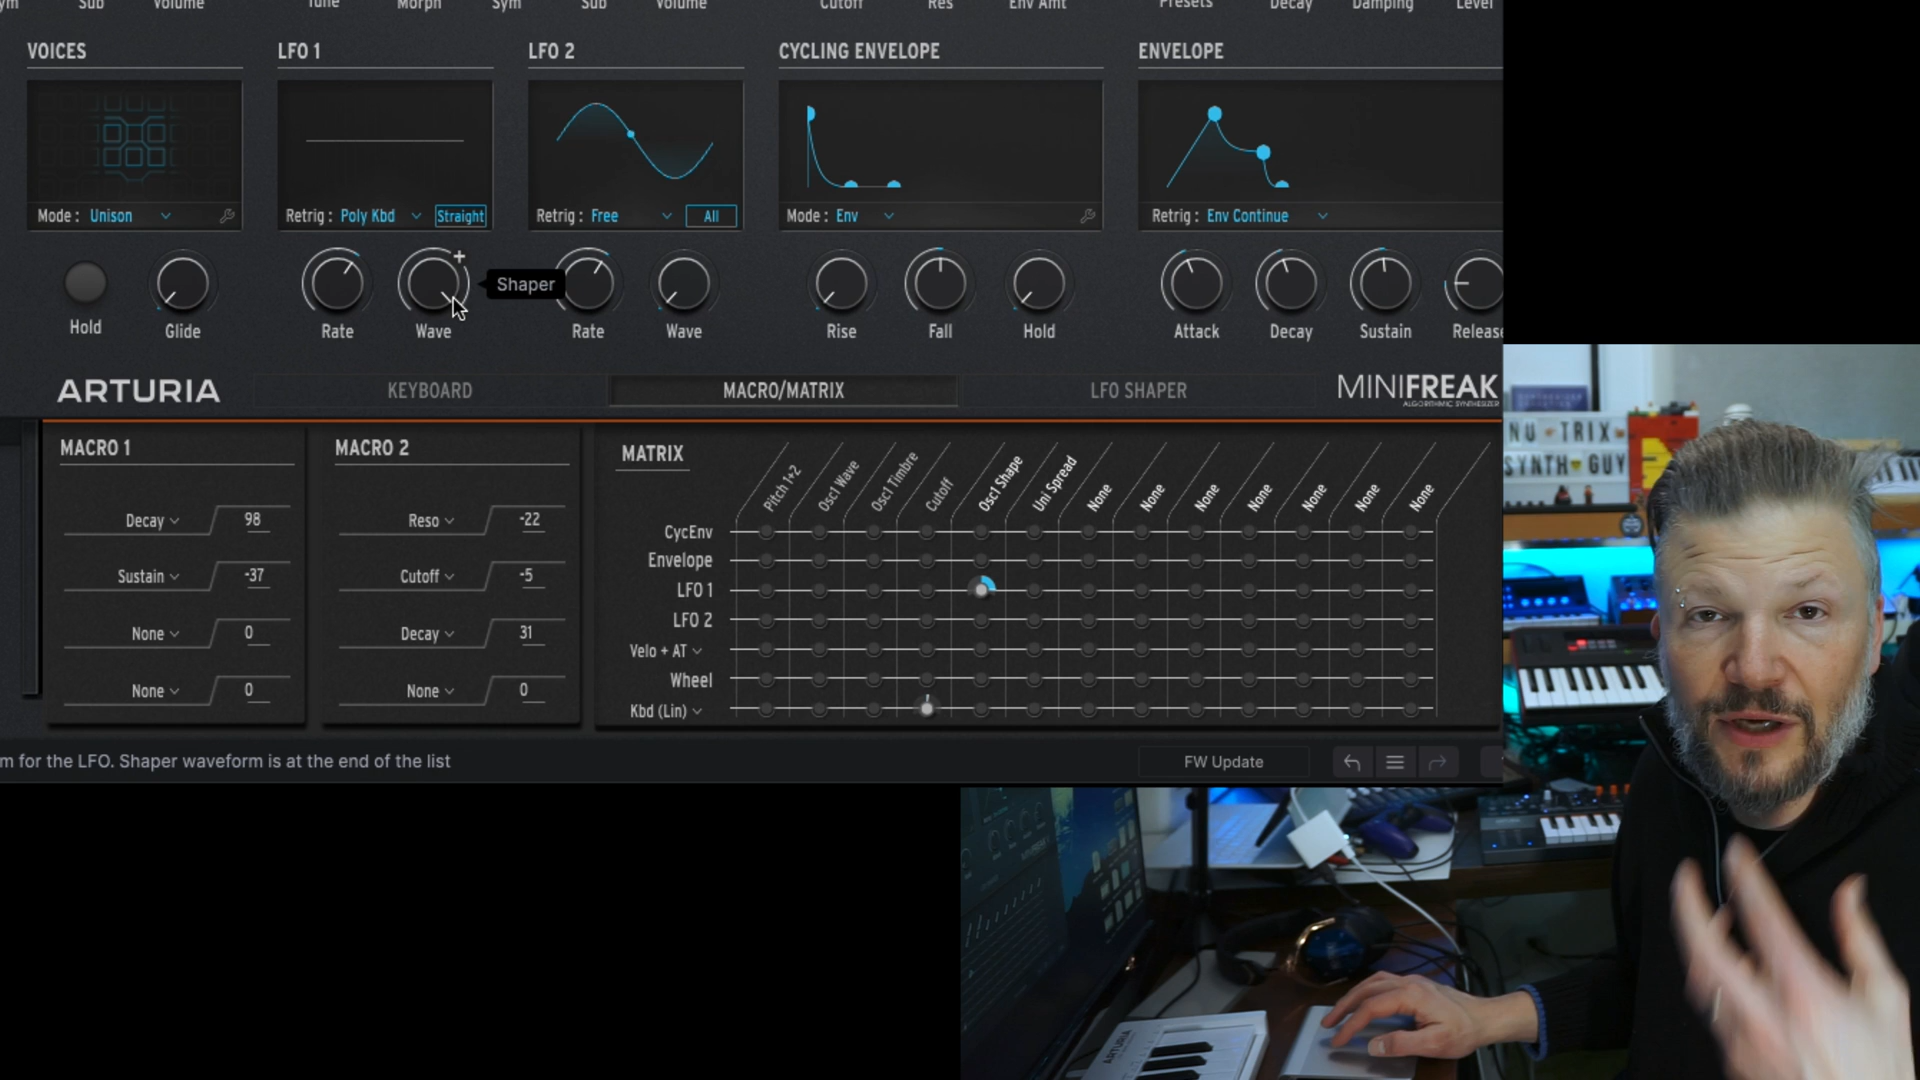 Sub Volume Tune Morph Sym Sub Volume Cutoff Res Env Amt Presets Decay Damping Level
VOICES LFO 1 LFO 2 CYCLING ENVELOPE ENVELOPE
Mode : Unison Retrig : Poly Kbd Straight Retrig : Free All Mode : Env Retrig : Env Continue
+
Shaper
Hold Glide Rate Wave Rate Wave Rise Fall Hold Attack Decay Sustain Release
ARTURIA KEYBOARD MACRO/MATRIX LFO SHAPER MINIFREAK
ALGORITHMIC SYNTHESIZER
MACRO 1 MACRO 2 MATRIX
Pitch 1+2 Osc1 Wave Osc1 Timbre Cutoff Osc1 Shape Uni Spread None None None None None None None
Decay 98 Reso -22
Sustain -37 Cutoff -5
None 0 Decay 31
None 0 None 0
CycEnv
Envelope
LFO 1
LFO 2
Velo + AT
Wheel
Kbd (Lin)
m for the LFO. Shaper waveform is at the end of the list FW Update
NU - TRIX
SYNTH GUY
ARTURIA